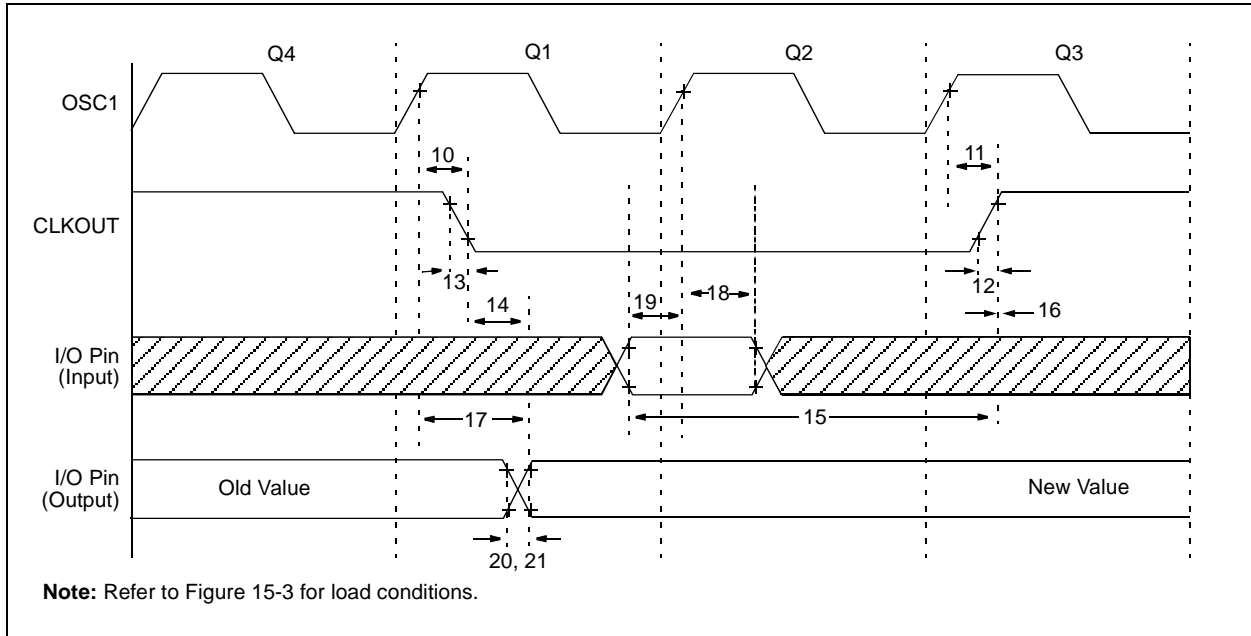 Q4 Q1 Q2 Q3
OSC1
10 11
CLKOUT
13 12
14 19 18 16
I/O Pin
(Input)
17 15
I/O Pin
(Output)
Old Value New Value
20, 21
Note: Refer to Figure 15-3 for load conditions.